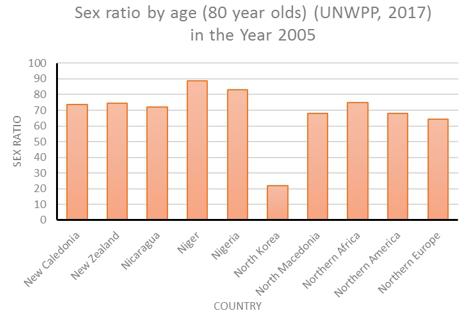 Sex ratio by age (80 year olds) (UNWPP, 2017)
in the Year 2005
SEX RATIO
100
90
80
70
60
50
40
30
20
10
0
New Caledonia
New Zealand
Nicaragua
Niger
Nigeria
North Korea
North Macedonia
Northern Africa
Northern America
Northern Europe
COUNTRY